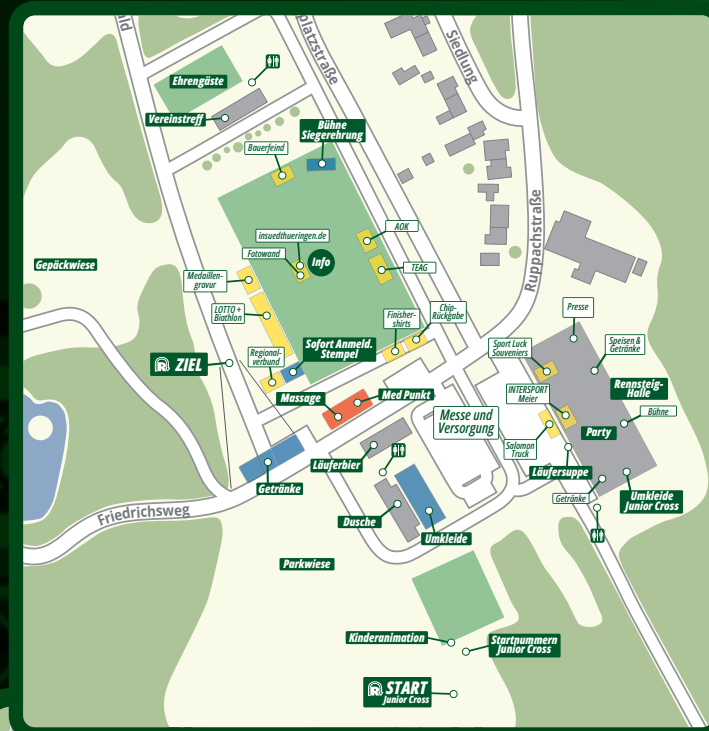 ald
platzstraße
Siedlung
Ehrengäste
Vereinstreff
Bühne
Siegerehrung
Bauerfeind
AOK
insuedthueringen.de
Fotowand
Info
TEAG
Ruppachstraße
Gepäckwiese
Medaillen-
gravur
LOTTO +
Biathlon
Finisher-
shirts
Chip-
Rückgabe
Presse
Sport Luck
Souveniers
Speisen &
Getränke
Regional-
verbund
Sofort Anmeld.
Stempel
R ZIEL
Rennsteig-
Halle
INTERSPORT
Meier
Massage
Med Punkt
Messe und
Versorgung
Bühne
Party
Salomon
Truck
Läuferbier
Läufersuppe
Getränke
Getränke
Umkleide
Junior Cross
Friedrichsweg
Dusche
Umkleide
Parkwiese
Kinderanimation
Startnummern
Junior Cross
R START
Junior Cross